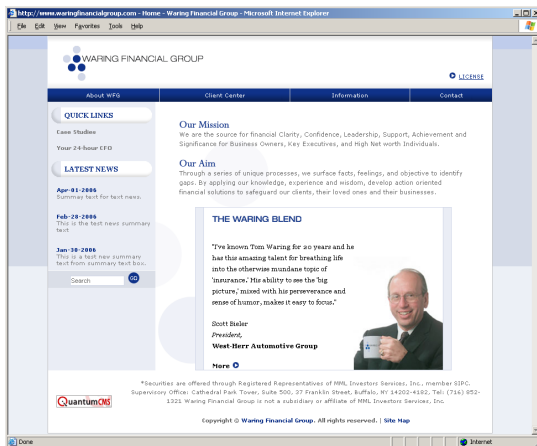 http://www.waringfinancialgroup.com - Home - Waring Financial Group - Microsoft Internet Explorer
File Edit View Favorites Tools Help
WARING FINANCIAL GROUP
LICENSE
About WFG Client Center Information Contact
QUICK LINKS
Case Studies
Your 24-hour CFO
LATEST NEWS
Apr-01-2006
Summay text for test news.
Feb-28-2006
This is the test news summary
text
Jan-30-2006
This is a test new summary
text from summary text box.
Search GO
Our Mission
We are the source for financial Clarity, Confidence, Leadership, Support, Achievement and
Significance for Business Owners, Key Executives, and High Net worth Individuals.
Our Aim
Through a series of unique processes, we surface facts, feelings, and objective to identify
gaps. By applying our knowledge, experience and wisdom, develop action oriented
financial solutions to safeguard our clients, their loved ones and their businesses.
THE WARING BLEND
"I've known Tom Waring for 20 years and he
has this amazing talent for breathing life
into the otherwise mundane topic of
'insurance.' His ability to see the 'big
picture,' mixed with his perseverance and
sense of humor, makes it easy to focus."
Scott Bieler
President,
West-Herr Automotive Group
More
*Securities are offered through Registered Representatives of MML Investors Services, Inc., member SIPC.
Supervisory Office: Cathedral Park Tower, Suite 500, 37 Franklin Street, Buffalo, NY 14202-4182, Tel: (716) 852-
1321 Waring Financial Group is not a subsidiary or affiliate of MML Investors Services, Inc.
QuantumCMS
Copyright © Waring Financial Group. All rights reserved. | Site Map
Done Internet